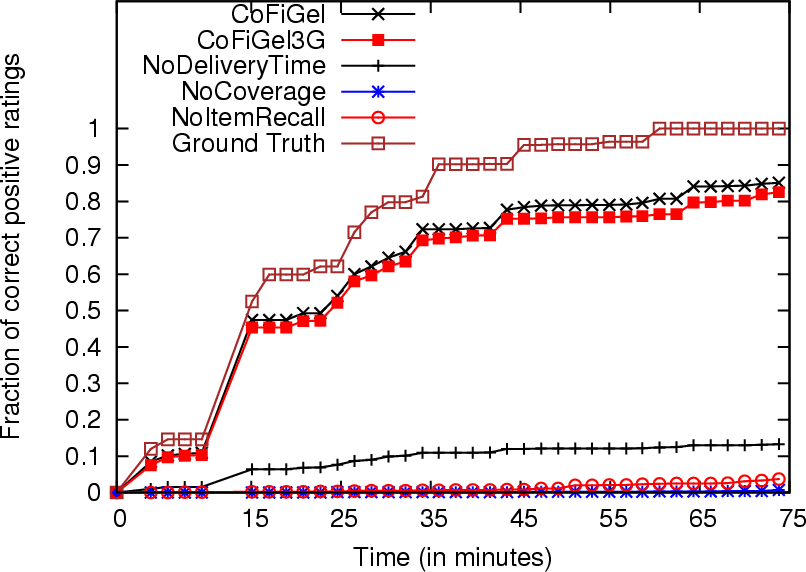 CoFiGel
CoFiGel3G
NoDeliveryTime
NoCoverage
NoItemRecall
Ground Truth
Fraction of correct positive ratings
1
0.9
0.8
0.7
0.6
0.5
0.4
0.3
0.2
0.1
0
0 15 25 35 45 55 65 75
Time (in minutes)